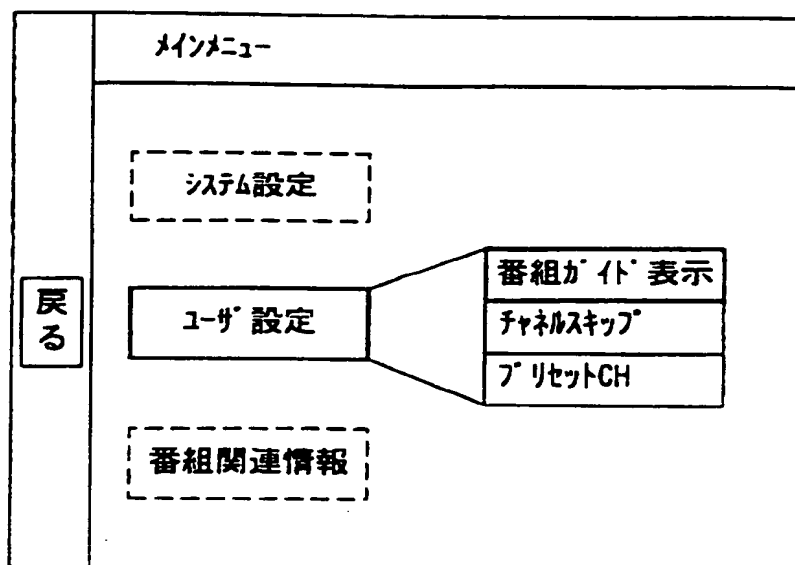 メインメニュー
システム設定
戻る
ユーザ設定
番組ガイド表示
チャネルスキップ
プリセットCH
番組関連情報